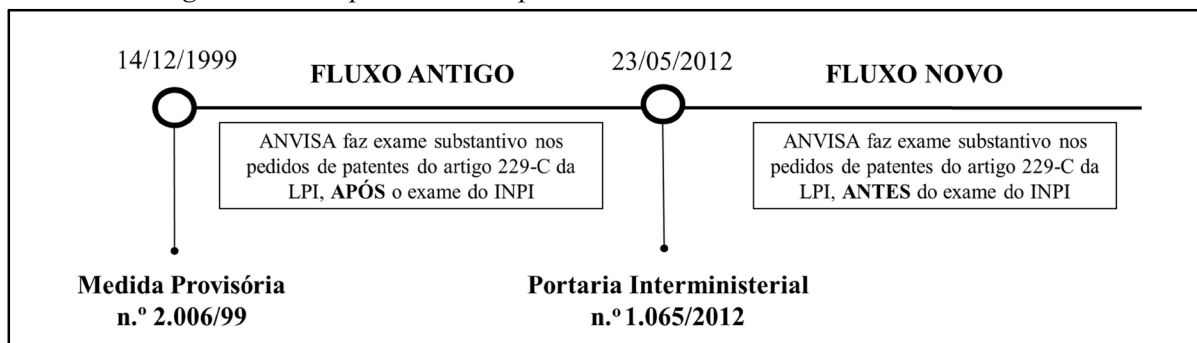 14/12/1999
FLUXO ANTIGO
23/05/2012
FLUXO NOVO
ANVISA faz exame substantivo nos
pedidos de patentes do artigo 229-C da
LPI, APÓS o exame do INPI
ANVISA faz exame substantivo nos
pedidos de patentes do artigo 229-C da
LPI, ANTES do exame do INPI
Medida Provisória
n.º 2.006/99
Portaria Interministerial
n.º 1.065/2012